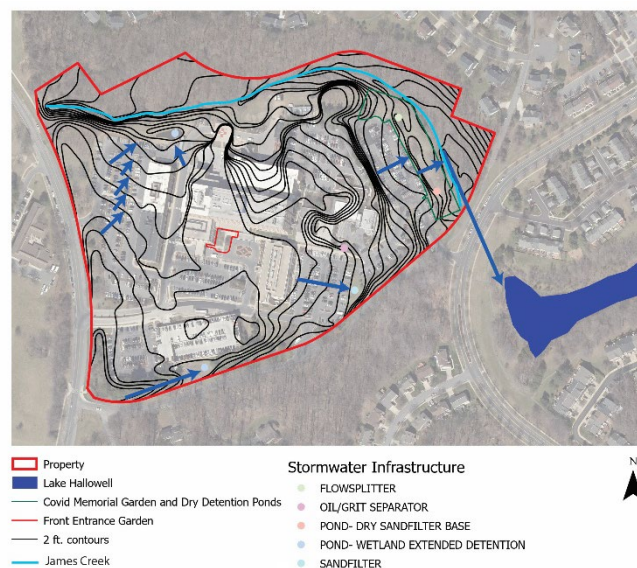 Property
Lake Hallowell
Covid Memorial Garden and Dry Detention Ponds
Front Entrance Garden
2 ft. contours
James Creek
Stormwater Infrastructure
FLOWSPLITTER
OIL/GRIT SEPARATOR
POND- DRY SANDFILTER BASE
POND- WETLAND EXTENDED DETENTION
SANDFILTER
N